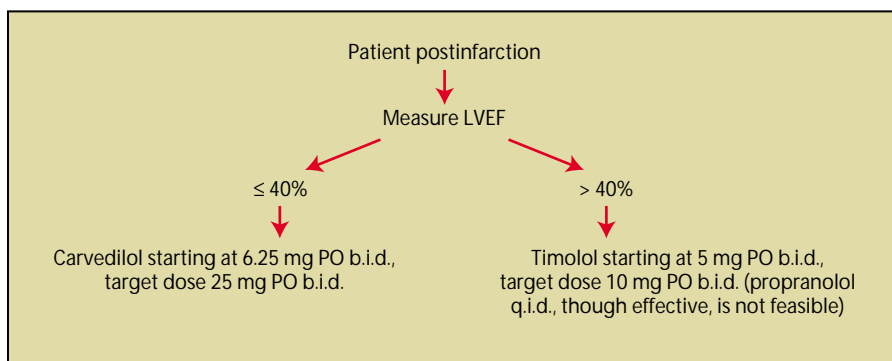 Patient postinfarction
Measure LVEF
≤ 40%
> 40%
Carvedilol starting at 6.25 mg PO b.i.d.,
target dose 25 mg PO b.i.d.
Timolol starting at 5 mg PO b.i.d.,
target dose 10 mg PO b.i.d. (propranolol
q.i.d., though effective, is not feasible)